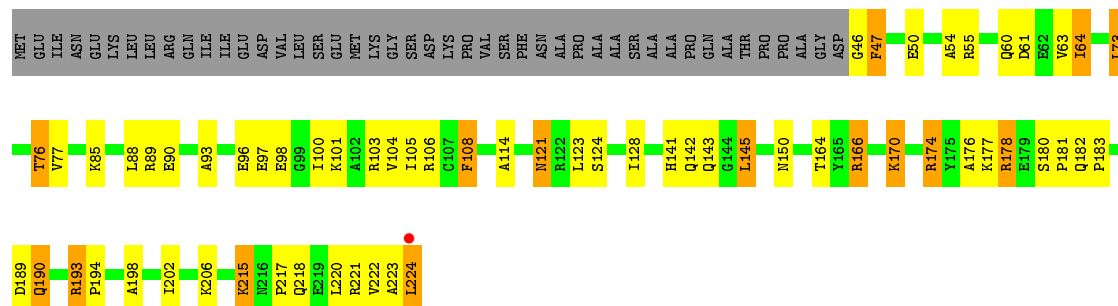 MET GLU ILE ASN GLU LYS LEU LEU ARG GLN ILE ILE GLU ASP VAL LEU SER GLU MET LYS GLY SER ASP LYS PRO VAL SER PHE ASN ALA PRO ALA ALA SER ALA ALA PRO GLN ALA THR PRO PRO ALA GLY ASP G46 F47 E50 A54 R55 Q60 D61 E62 V63 I64
T76 V77 K85 L88 R89 E90 A93 E96 E97 E98 G99 I100 K101 A102 R103 V104 I105 R106 C107 F108 A114 N121 R122 L123 S124 I128 H141 Q142 Q143 G144 L145 N150 T164 Y165 R166 K170 R174 Y175 A176 K177 R178 E179 S180 P181 Q182 P183
D189 Q190 R193 P194 A198 I202 K206 K215 N216 P217 Q218 E219 L220 R221 V222 A223 L224